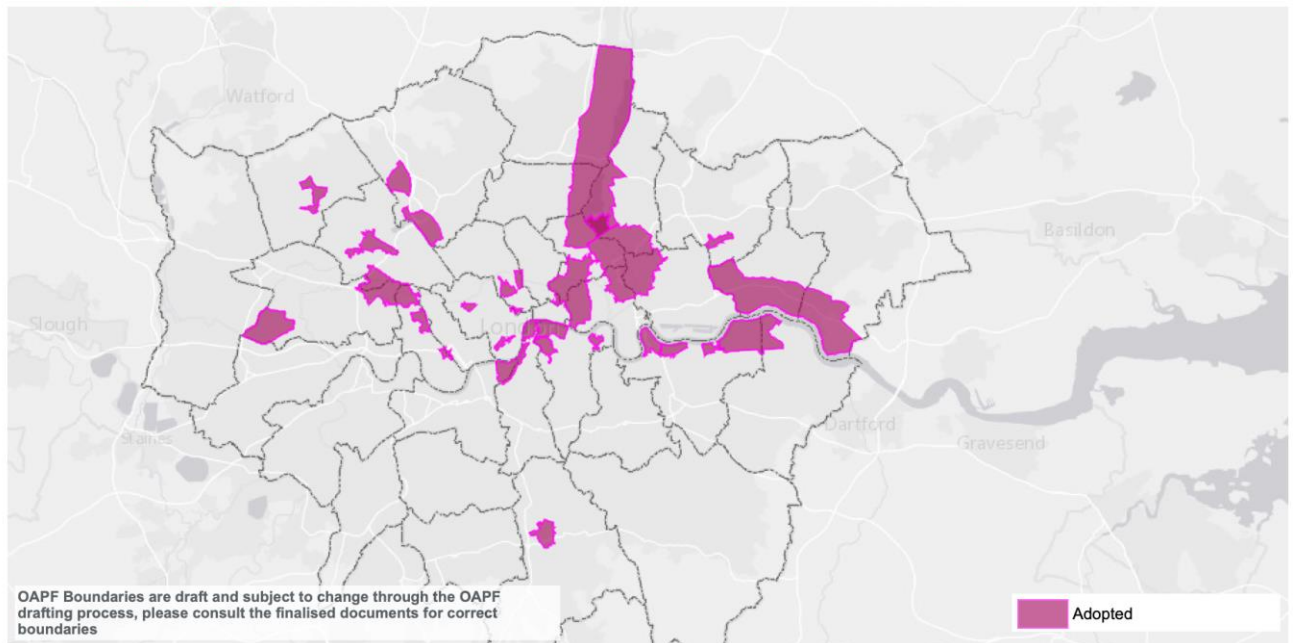 Watford
Basildon
Slough
London
Staines
Dartford
Gravesend
OAPF Boundaries are draft and subject to change through the OAPF
drafting process, please consult the finalised documents for correct
boundaries
Adopted